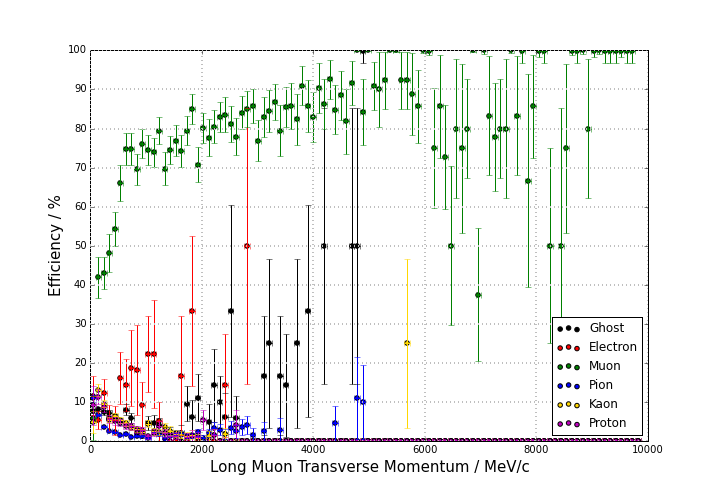 100
90
80
70
60
50
40
30
20
10
0
Efficiency / %
Ghost
Electron
Muon
Pion
Kaon
Proton
0 2000 4000 6000 8000 10000
Long Muon Transverse Momentum / MeV/c